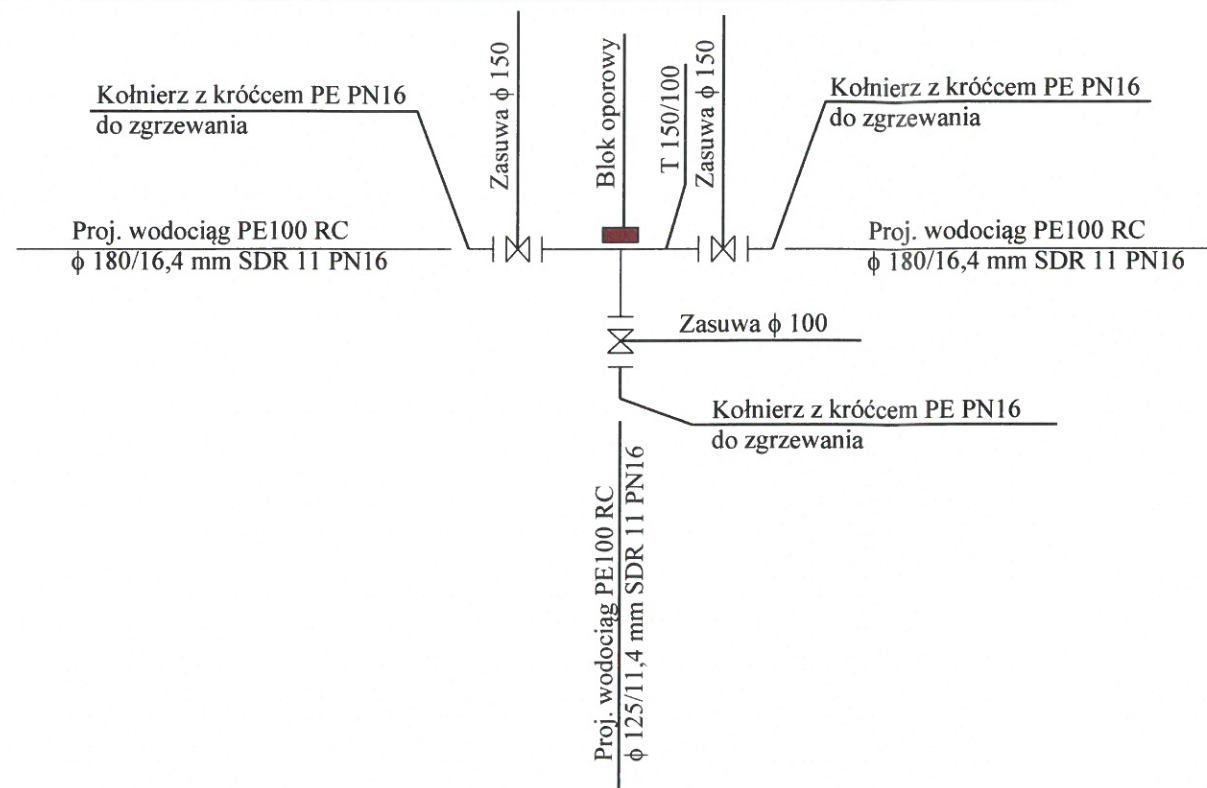 Kołnierz z króćcem PE PN16
do zgrzewania
Zasuwa ϕ 150
Blok oporowy
T 150/100
Zasuwa ϕ 150
Kołnierz z króćcem PE PN16
do zgrzewania
Proj. wodociąg PE100 RC
ϕ 180/16,4 mm SDR 11 PN16
Proj. wodociąg PE100 RC
ϕ 180/16,4 mm SDR 11 PN16
Zasuwa ϕ 100
Kołnierz z króćcem PE PN16
do zgrzewania
Proj. wodociąg PE100 RC
ϕ 125/11,4 mm SDR 11 PN16